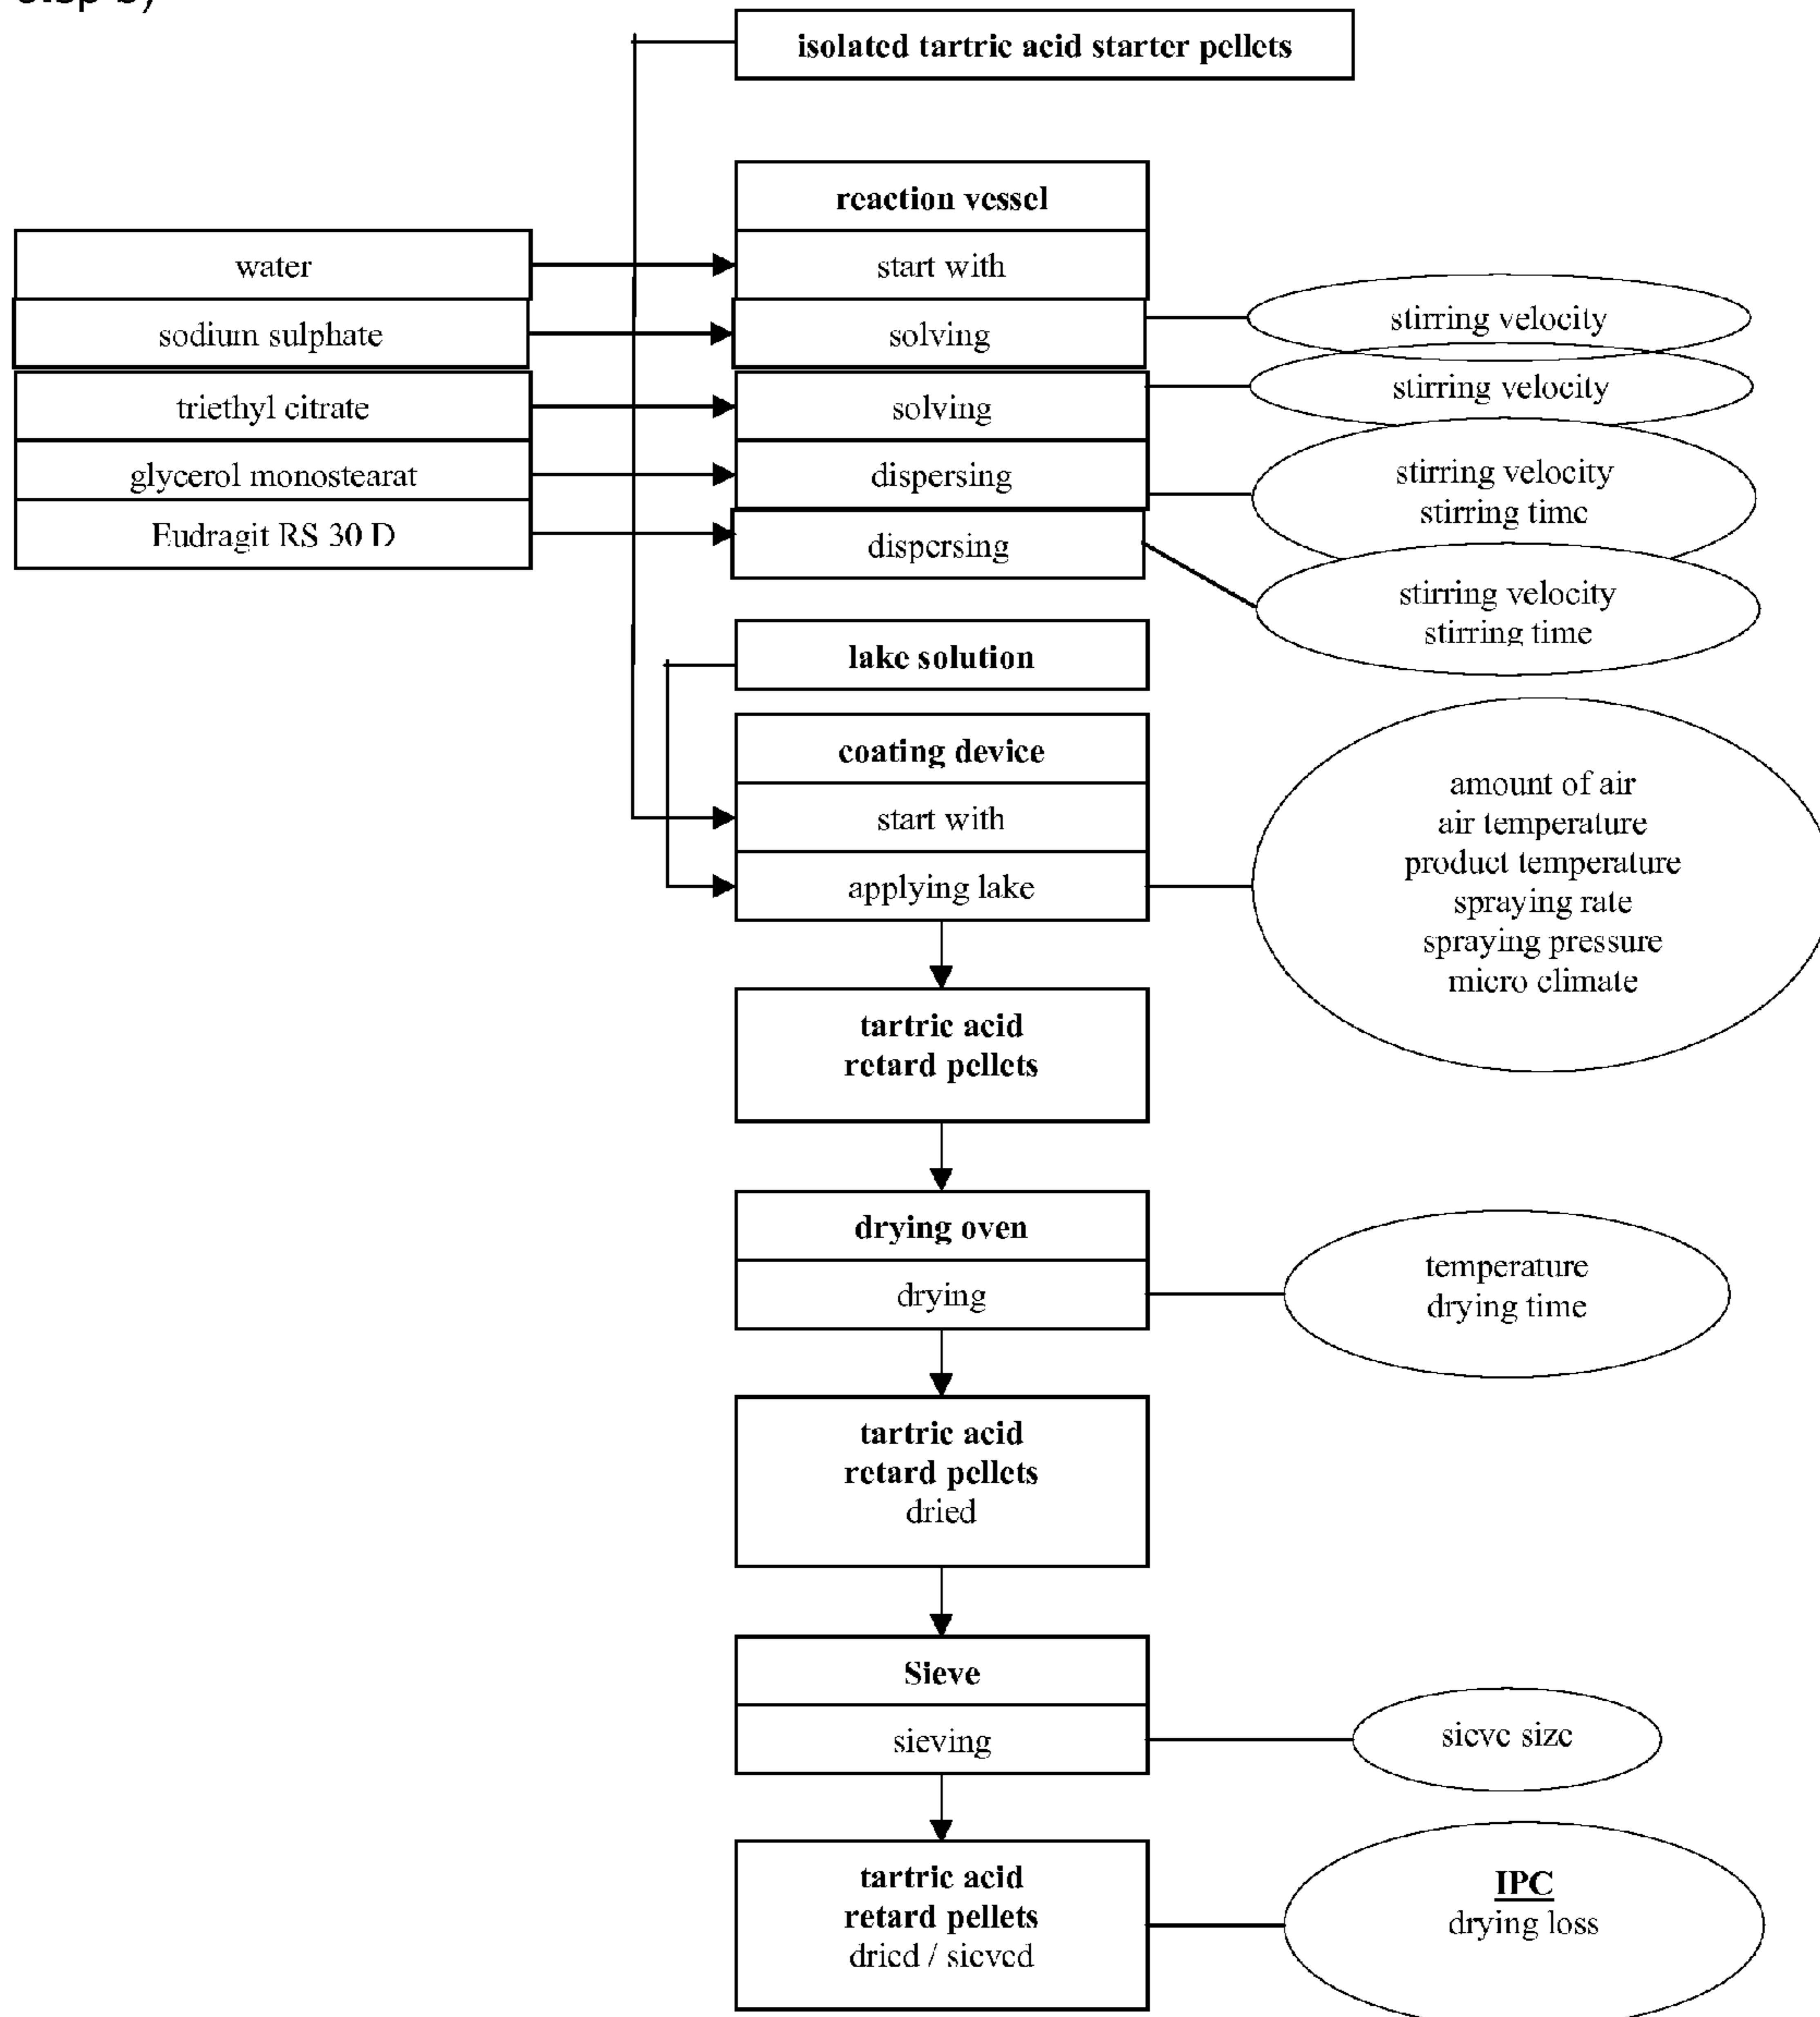 isolated tartric acid starter pellets
reaction vessel
water
start with
sodium sulphate
solving
stirring velocity
triethyl citrate
solving
stirring velocity
glycerol monostearat
dispersing
stirring velocity
stirring time
Eudragit RS 30 D
dispersing
stirring velocity
stirring time
lake solution
coating device
start with
applying lake
amount of air
air temperature
product temperature
spraying rate
spraying pressure
micro climate
tartric acid
retard pellets
drying oven
drying
temperature
drying time
tartric acid
retard pellets
dried
Sieve
sieving
sieve size
tartric acid
retard pellets
dried / sieved
IPC
drying loss